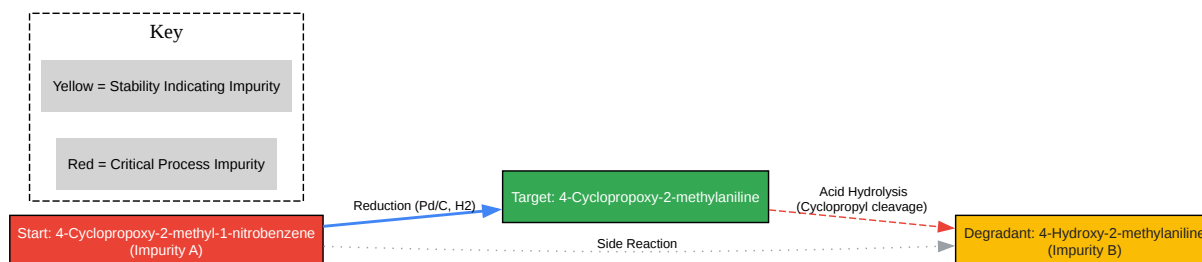 Key
Yellow = Stability Indicating Impurity
Red = Critical Process Impurity
Start: 4-Cyclopropoxy-2-methyl-1-nitrobenzene
(Impurity A)
Reduction (Pd/C, H2)
Target: 4-Cyclopropoxy-2-methylaniline
Acid Hydrolysis
(Cyclopropyl cleavage)
Side Reaction
Degradant: 4-Hydroxy-2-methylaniline
(Impurity B)